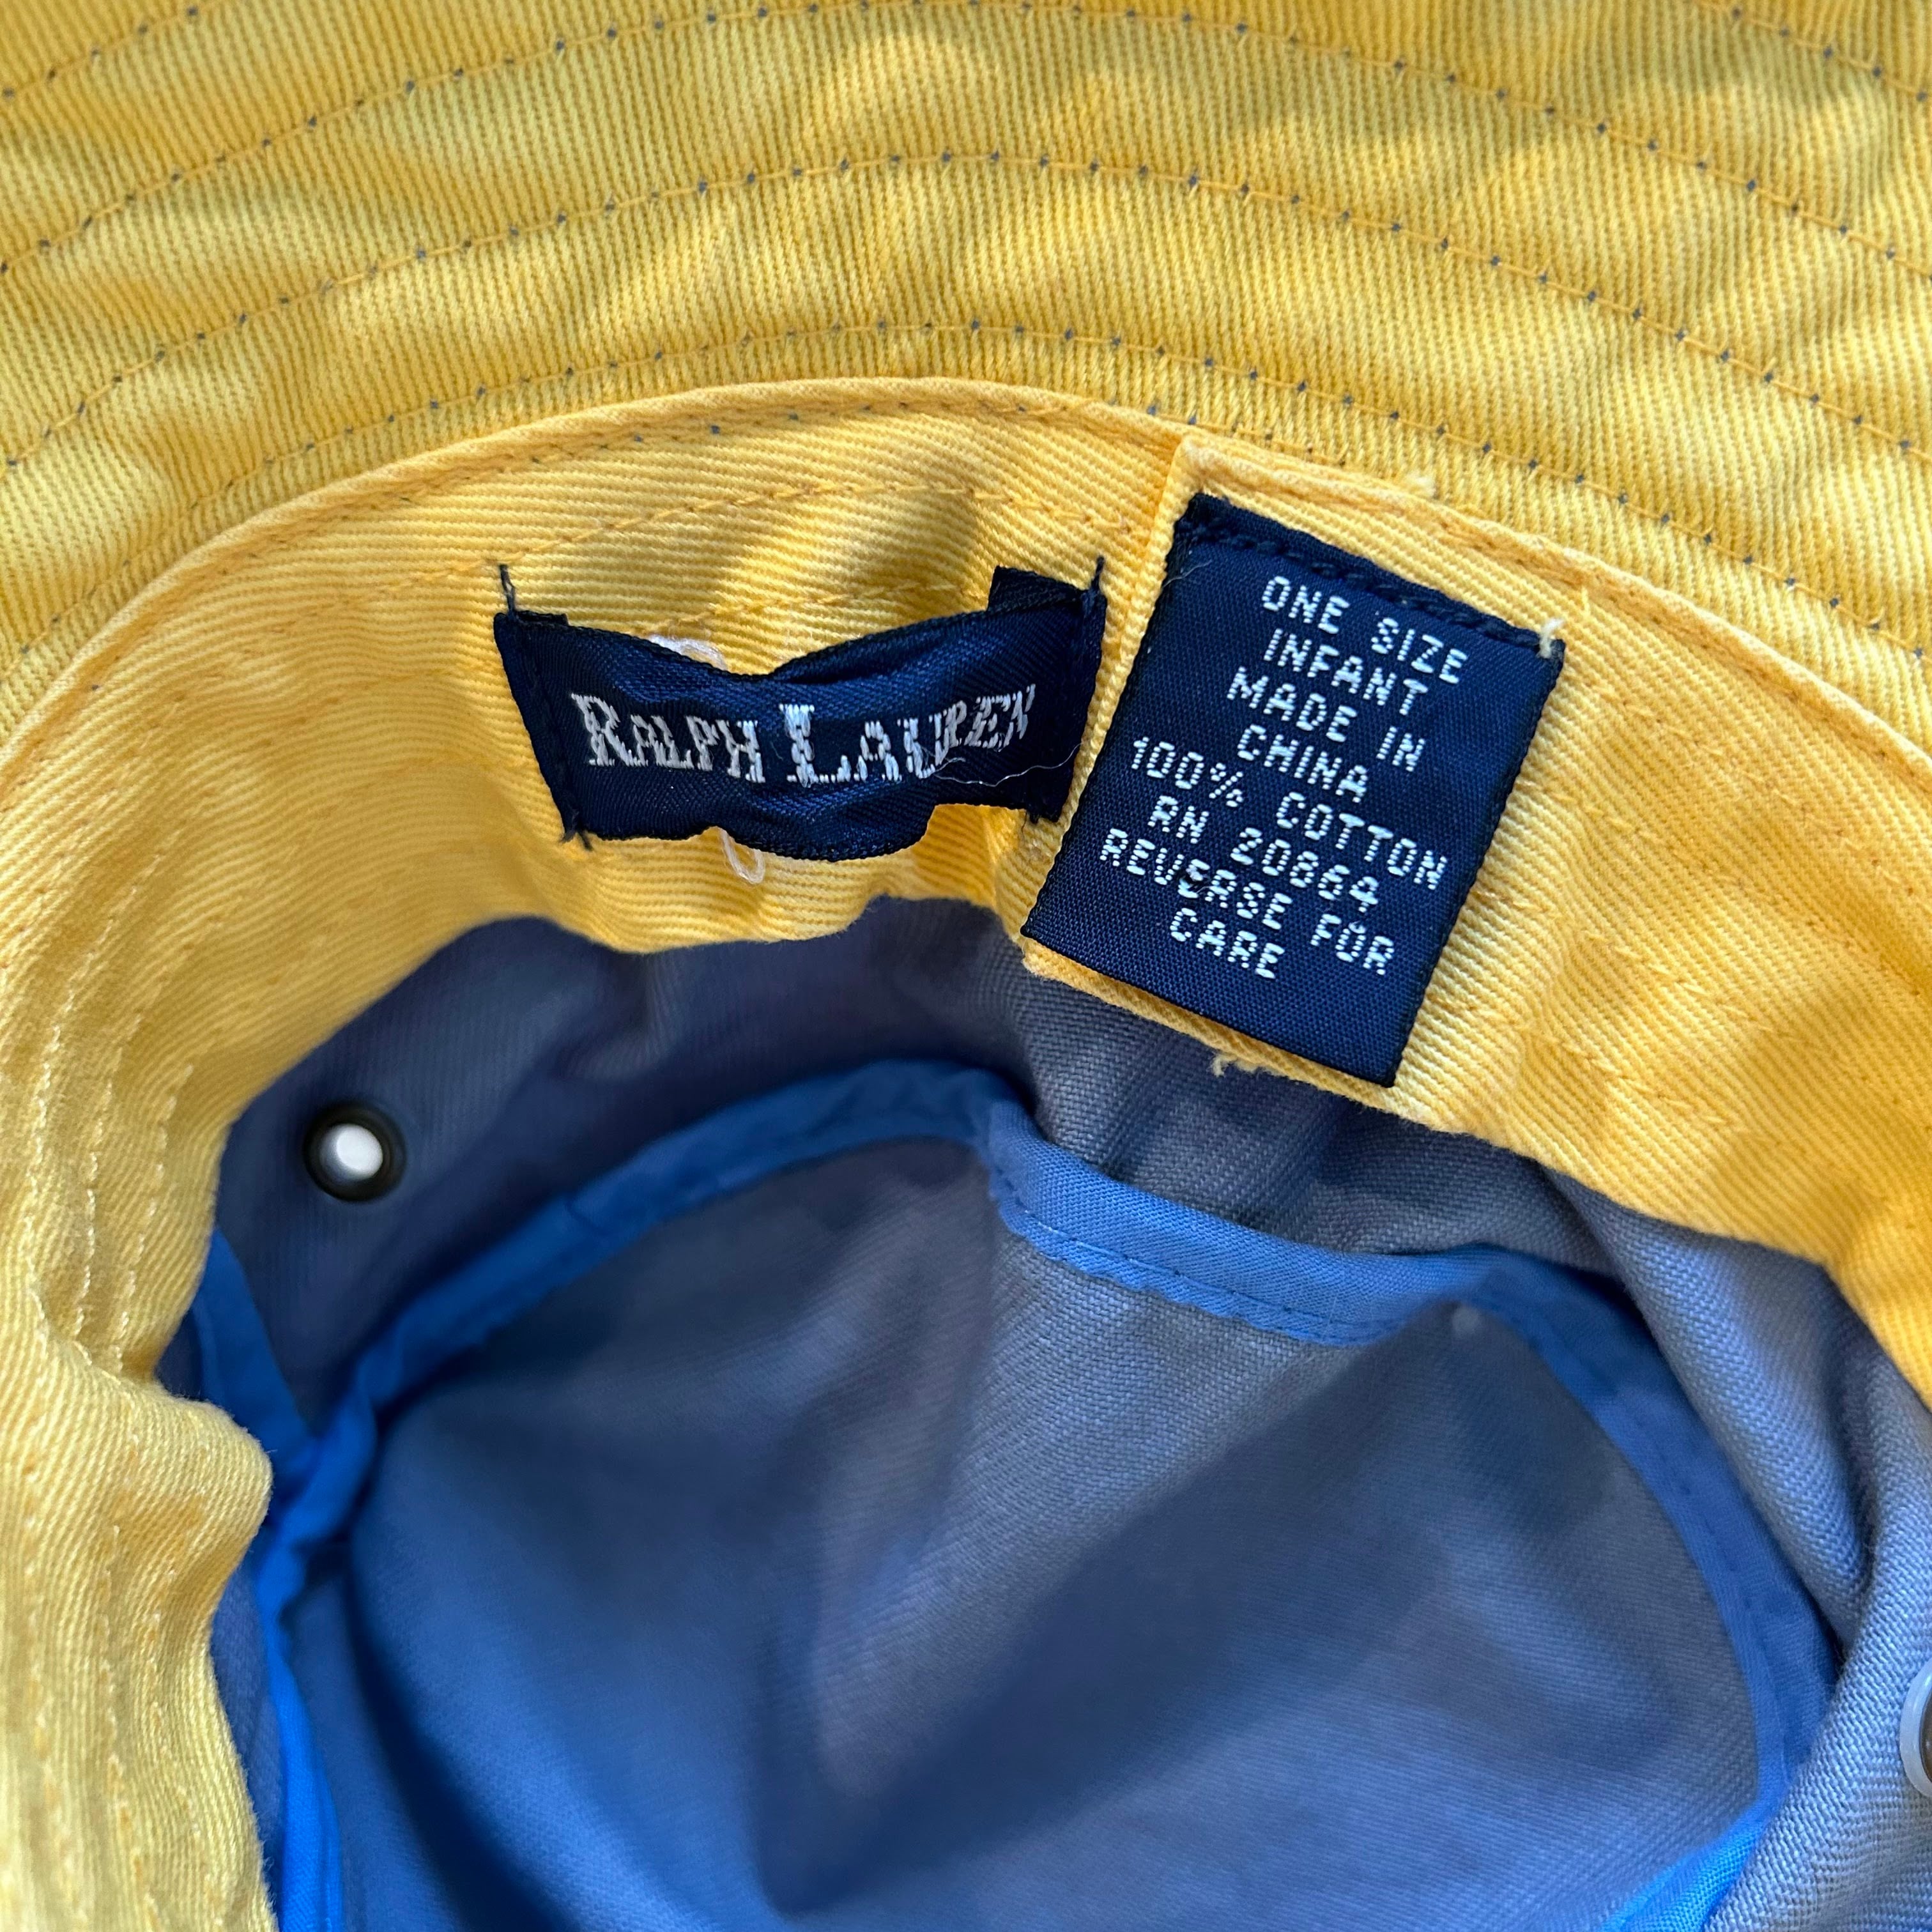 RALPH LAUREN
ONE SIZE
INFANT
MADE IN
CHINA
100% COTTON
RN 20864
REVERSE FOR
CARE